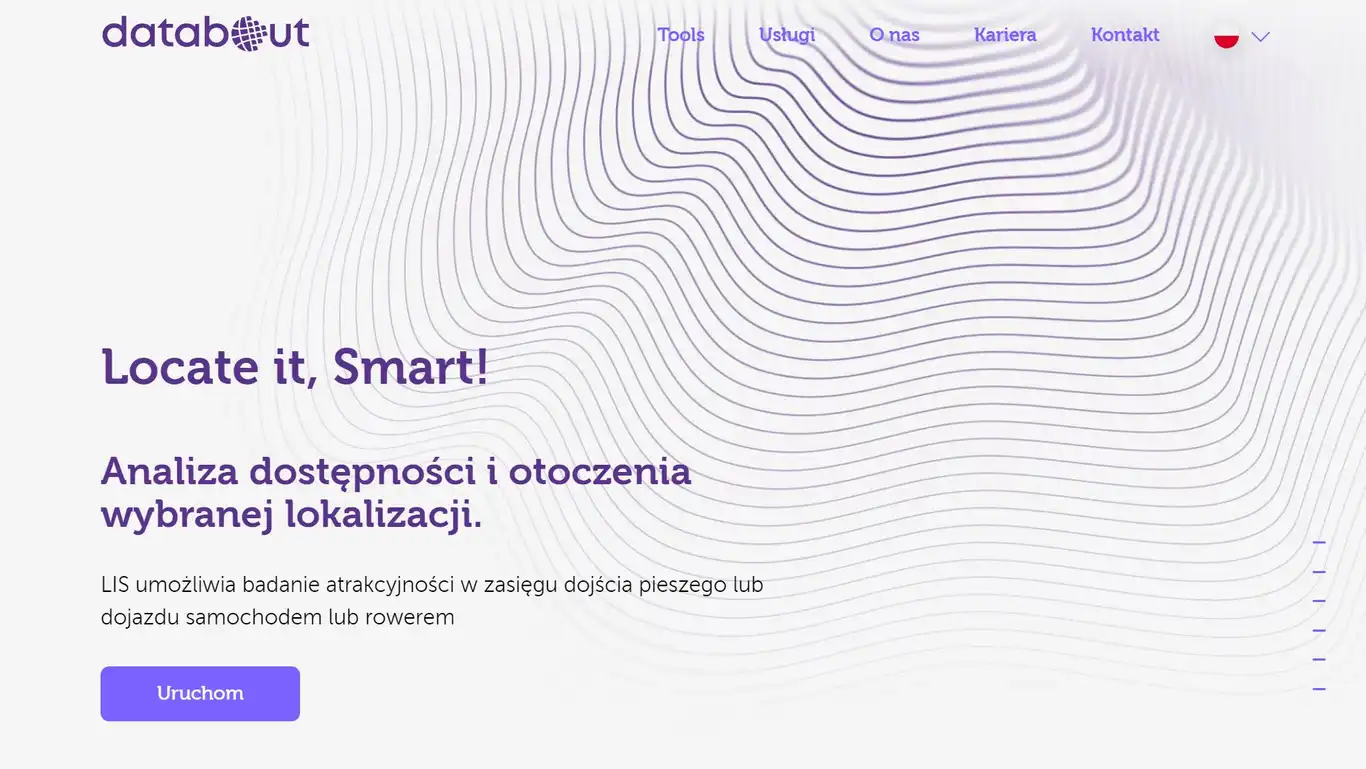 databout
Tools Usługi O nas Kariera Kontakt
Locate it, Smart!
Analiza dostępności i otoczenia
wybranej lokalizacji.
LIS umożliwia badanie atrakcyjności w zasięgu dojścia pieszego lub
dojazdu samochodem lub rowerem
Uruchom